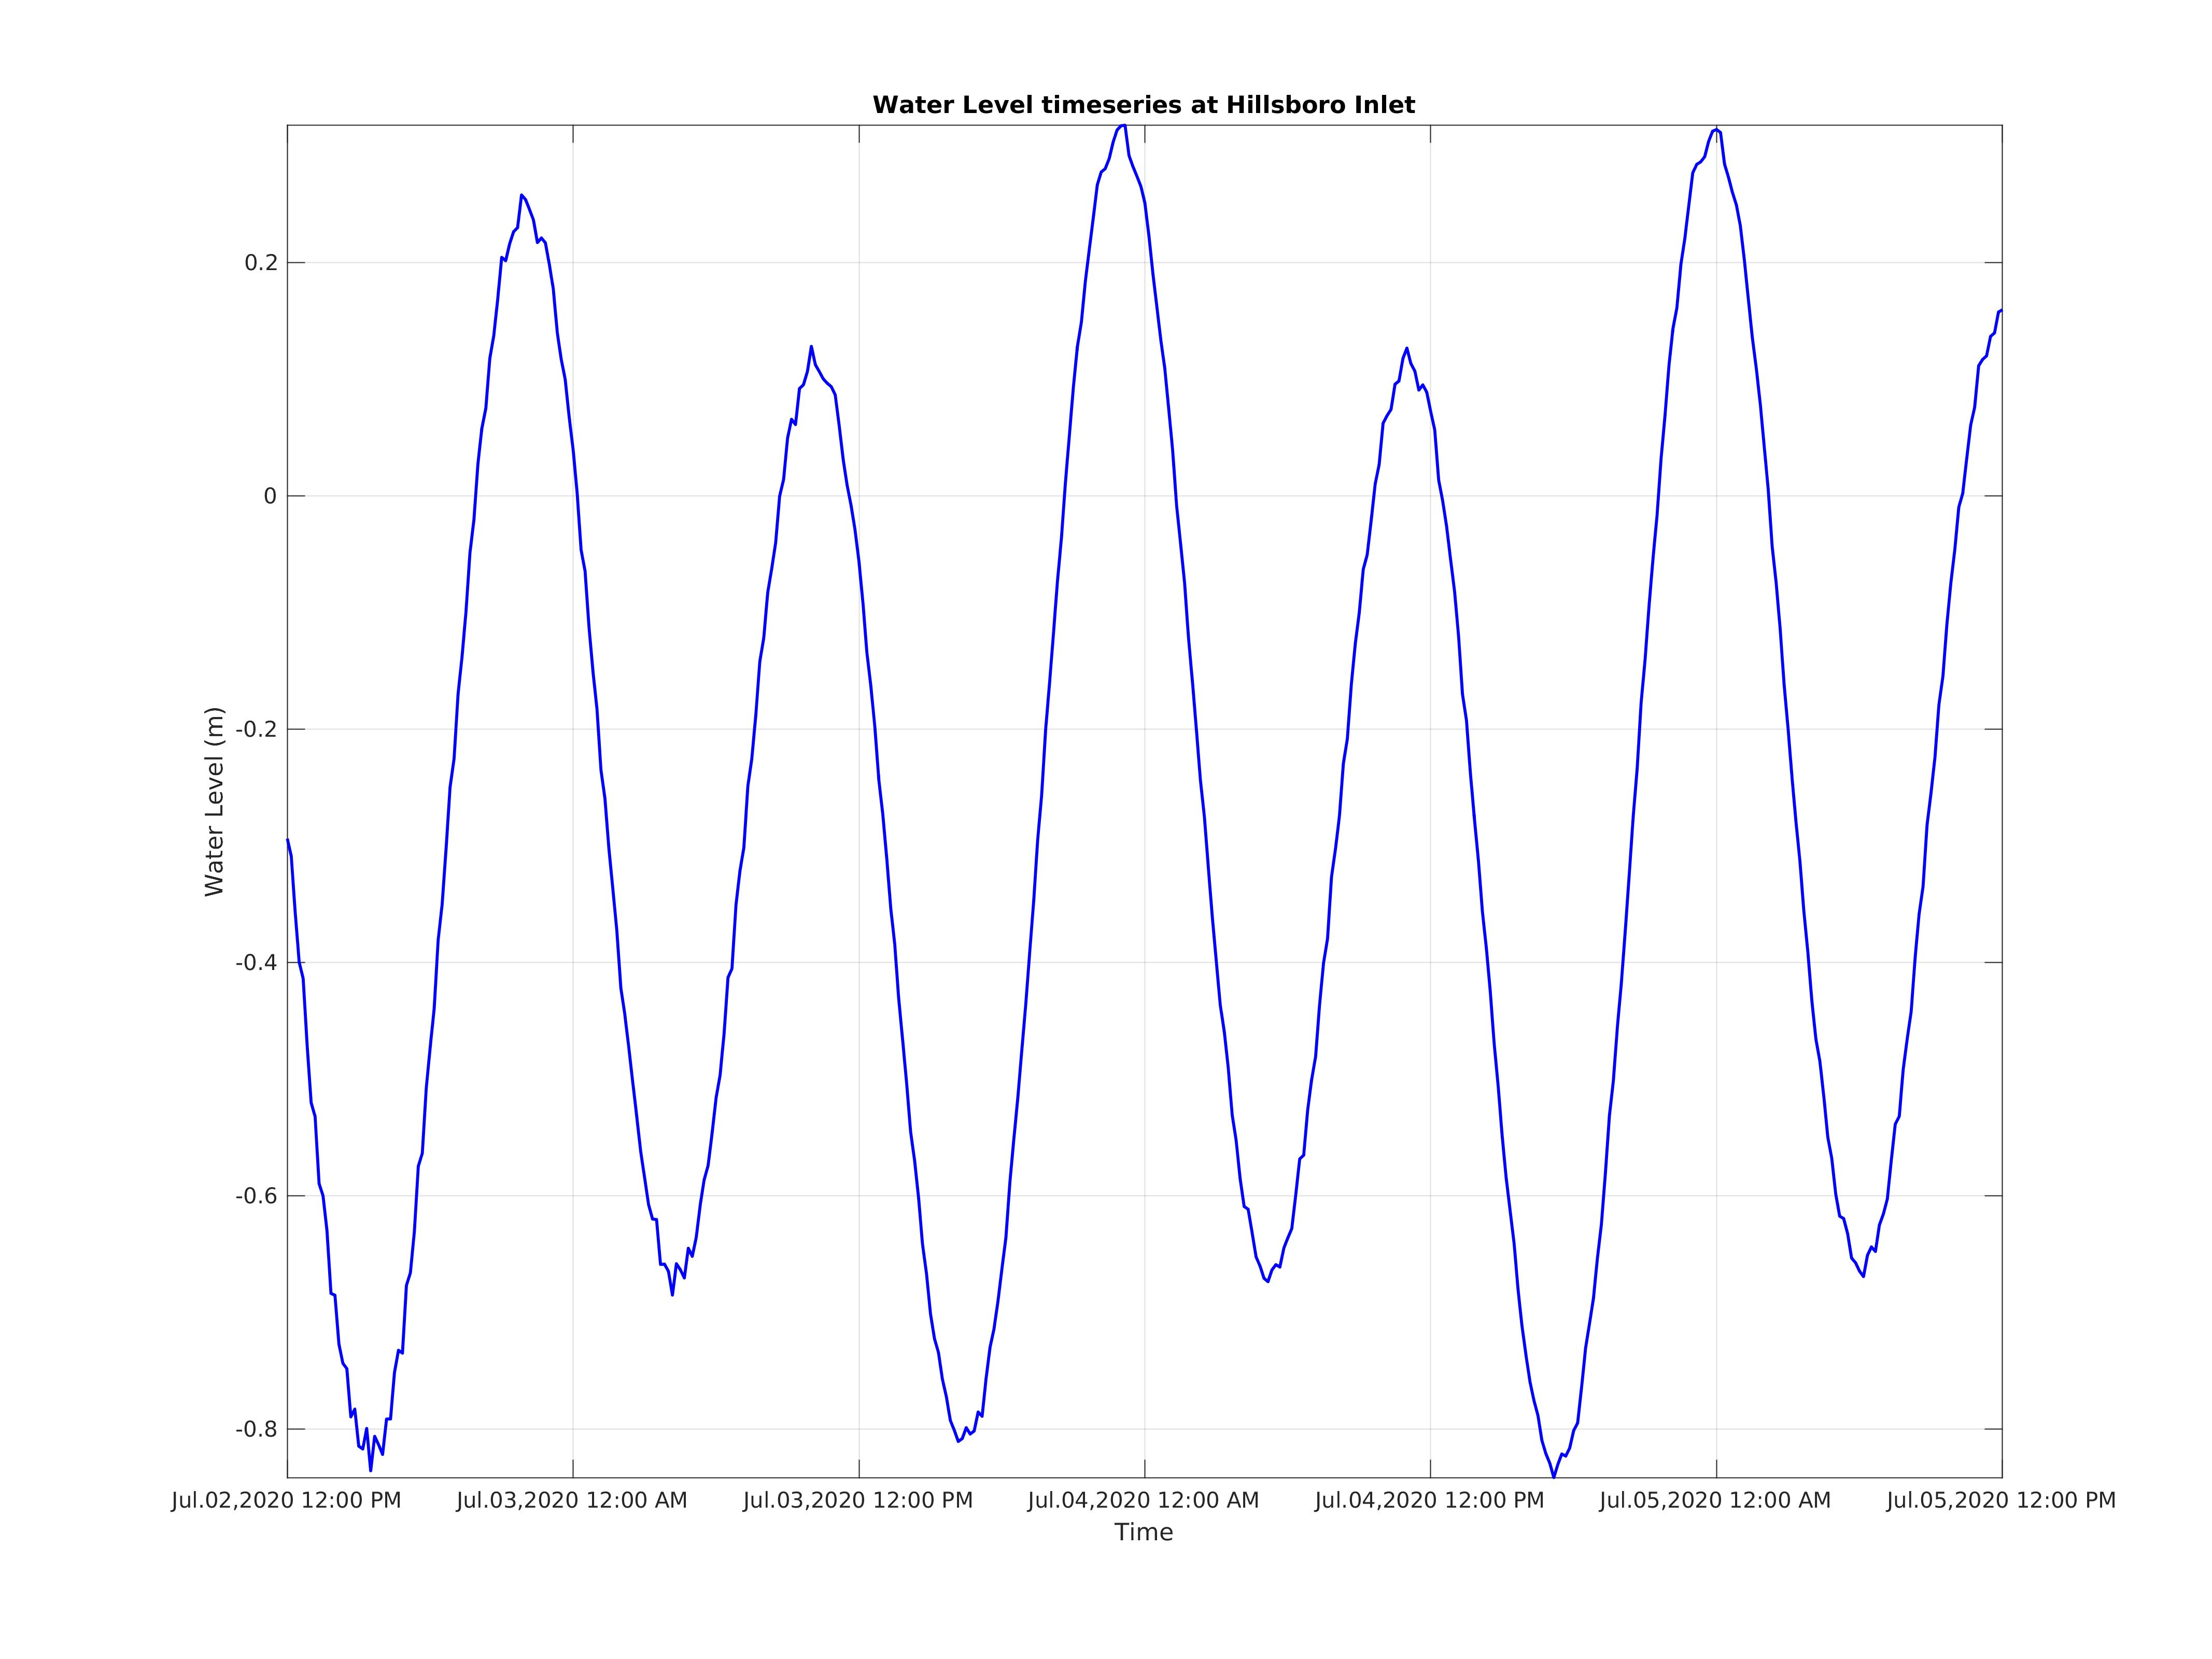 Water Level timeseries at Hillsboro Inlet
0.2
0
-0.2
-0.4
-0.6
-0.8
Water Level (m)
Jul.02,2020 12:00 PM Jul.03,2020 12:00 AM Jul.03,2020 12:00 PM Jul.04,2020 12:00 AM Jul.04,2020 12:00 PM Jul.05,2020 12:00 AM Jul.05,2020 12:00 PM
Time